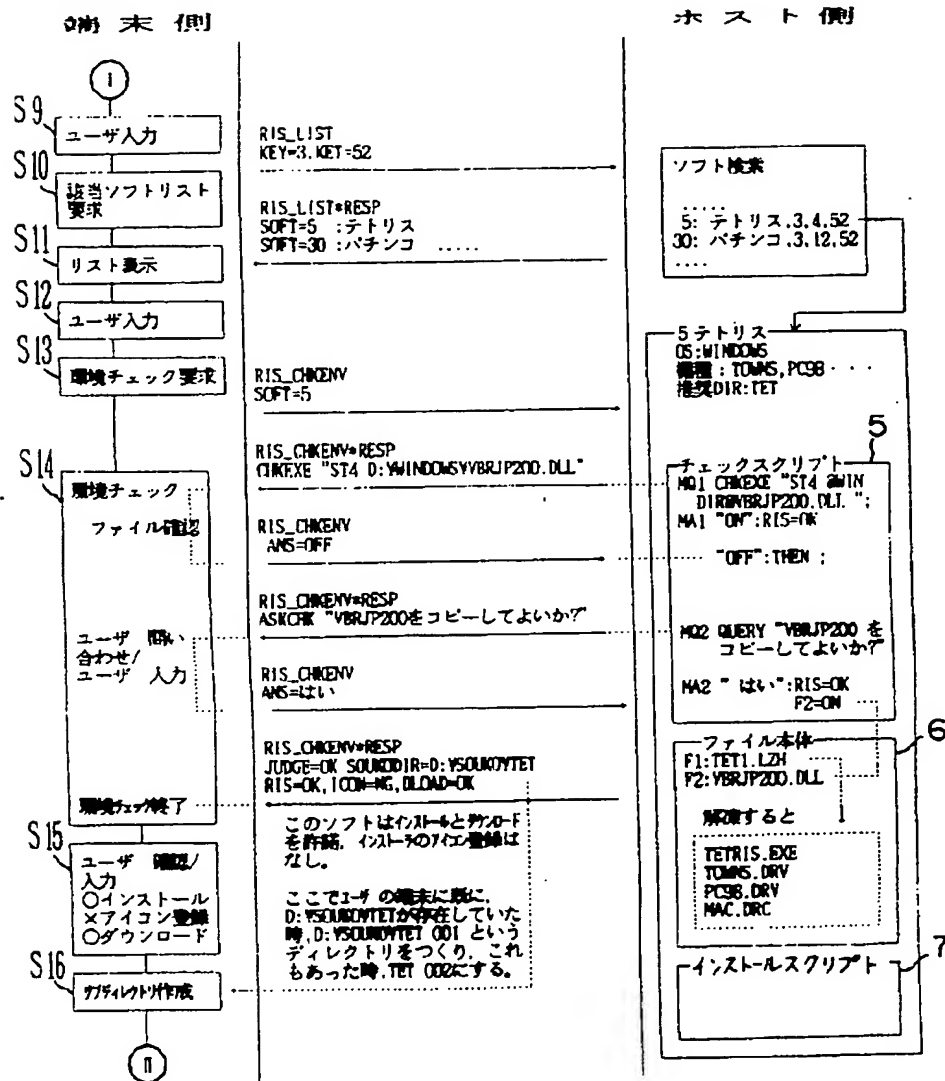 端末側
ホスト側
I
S9
ユーザ入力
S10
該当ソフトリスト
要求
S11
リスト表示
S12
ユーザ入力
S13
環境チェック要求
S14
環境チェック
ファイル確認
ユーザ 問い
合わせ/
ユーザ 入力
環境チェック終了
S15
ユーザ 確認/
入力
○インストール
×アイコン登録
○ダウンロード
S16
サブディレクトリ作成
II
RIS_LIST
KEY=3.KET=52
RIS_LIST*RESP
SOFT=5 :テトリス
SOFT=30 :パチンコ .....
RIS_CHKENV
SOFT=5
RIS_CHKENV*RESP
CHKEXE "ST4 D:¥WINDOWS¥VBRJP200.DLL"
RIS_CHKENV
ANS=OFF
RIS_CHKENV*RESP
ASKCHK "VBRJP200をコピーしてよいか?"
RIS_CHKENV
ANS=はい
RIS_CHKENV*RESP
JUDGE=OK SOUKODIR=D:¥SOUKO¥TET
RIS=OK,ICON=NG,DLOAD=OK
このソフトはインストールとダウンロード
を許諾、インストーラのアイコン登録は
なし。
ここでユーザ の端末に既に、
D:¥SOUKO¥TETが存在していた
時、D:¥SOUKO¥TET 001 という
ディレクトリをつくり、これ
もあった時、TET 002にする。
ソフト検索
.....
5: テトリス.3.4.52
30: パチンコ.3.12.52
....
5テトリス
OS:WINDOWS
機種:TOWNS,PC98 ・・・
推奨DIR:TET
5
チェックスクリプト
MQ1 CHKEXE "ST4 @WIN
DIR@VBRJP200.DLL ";
MA1 "ON":RIS=OK
"OFF":THEN ;
MQ2 QUERY "VBRJP200 を
コピーしてよいか?"
MA2 " はい":RIS=OK
F2=ON
6
ファイル本体
F1:TET1.LZH
F2:VBRJP200.DLL
解凍すると
TETRIS.EXE
TOWNS.DRV
PC98.DRV
MAC.DRC
7
インストールスクリプト